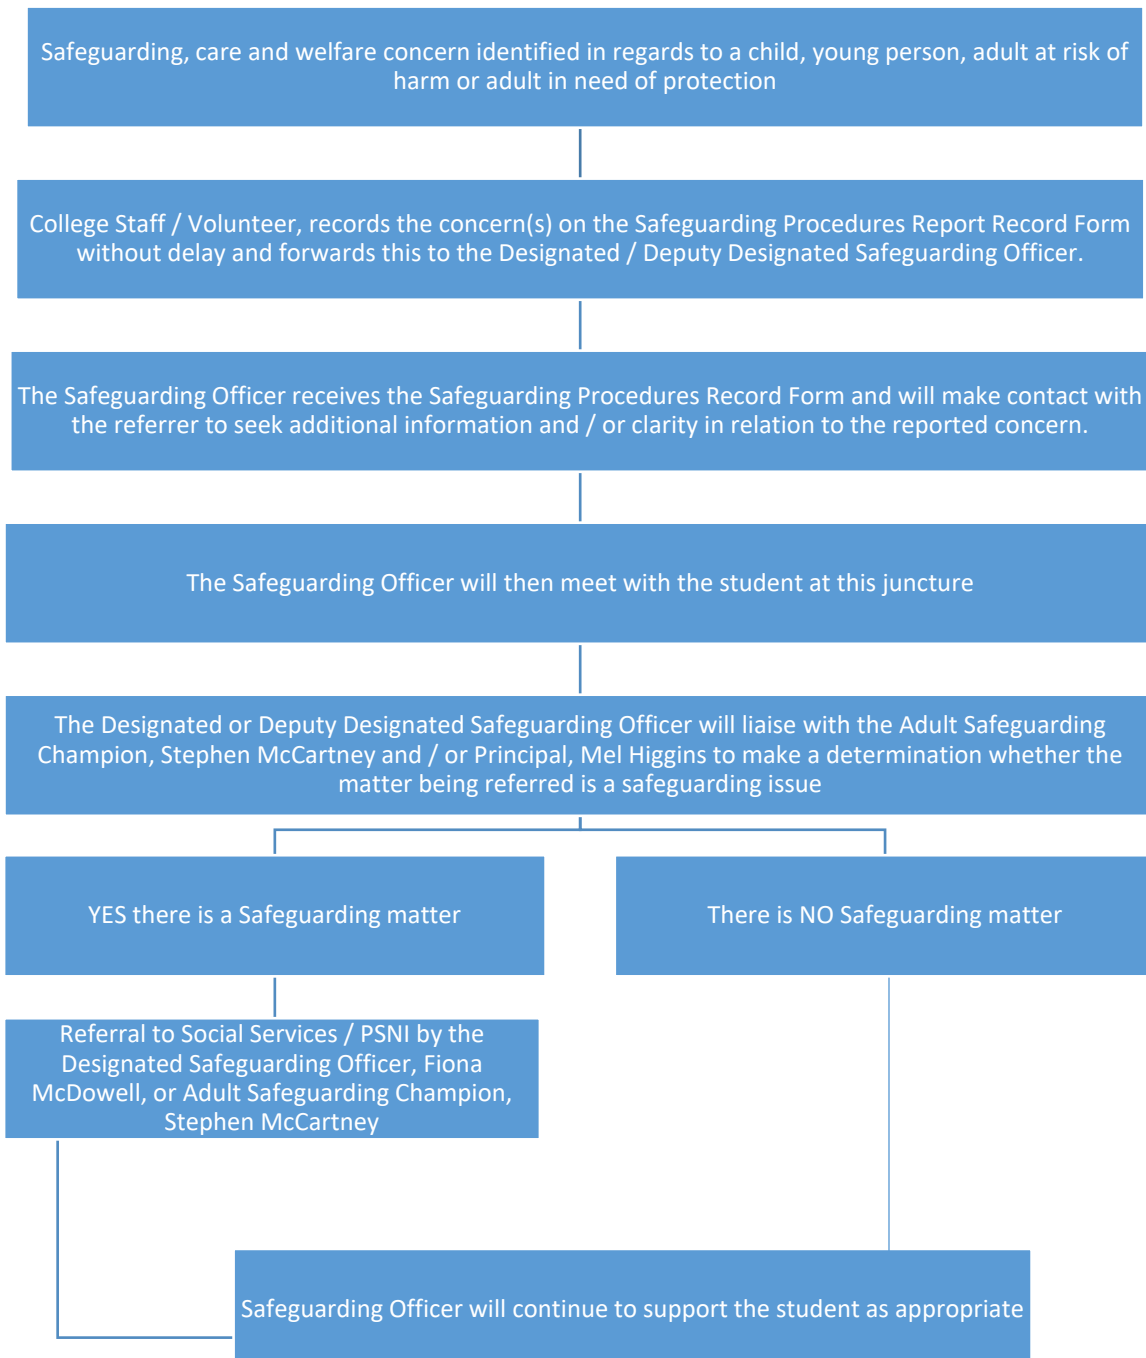 Safeguarding, care and welfare concern identified in regards to a child, young person, adult at risk of
harm or adult in need of protection
College Staff / Volunteer, records the concern(s) on the Safeguarding Procedures Report Record Form
without delay and forwards this to the Designated / Deputy Designated Safeguarding Officer.
The Safeguarding Officer receives the Safeguarding Procedures Record Form and will make contact with
the referrer to seek additional information and / or clarity in relation to the reported concern.
The Safeguarding Officer will then meet with the student at this juncture
The Designated or Deputy Designated Safeguarding Officer will liaise with the Adult Safeguarding
Champion, Stephen McCartney and / or Principal, Mel Higgins to make a determination whether the
matter being referred is a safeguarding issue
YES there is a Safeguarding matter
There is NO Safeguarding matter
Referral to Social Services / PSNI by the
Designated Safeguarding Officer, Fiona
McDowell, or Adult Safeguarding Champion,
Stephen McCartney
Safeguarding Officer will continue to support the student as appropriate